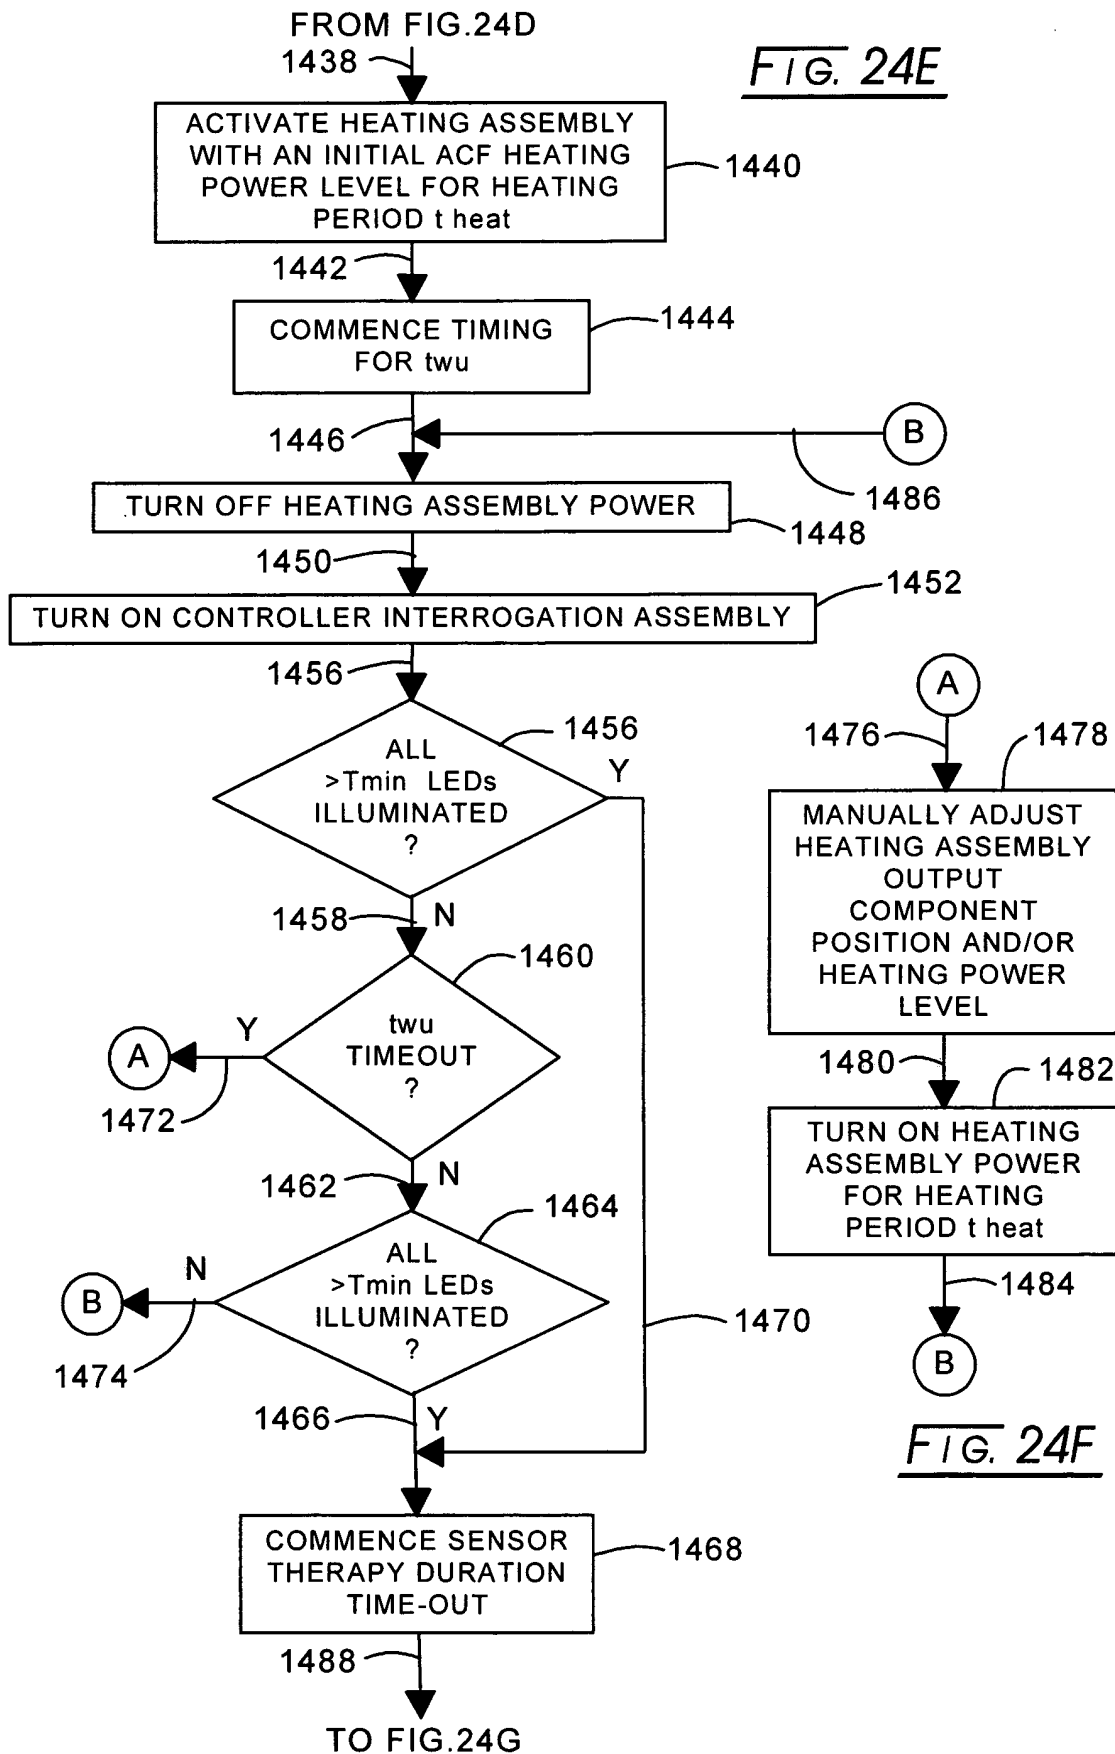 FROM FIG.24D
FIG. 24E
1438
ACTIVATE HEATING ASSEMBLY
WITH AN INITIAL ACF HEATING
POWER LEVEL FOR HEATING
PERIOD t heat
1440
1442
COMMENCE TIMING
FOR twu
1444
1446
B
1486
TURN OFF HEATING ASSEMBLY POWER
1448
1450
1452
TURN ON CONTROLLER INTERROGATION ASSEMBLY
1456
1456
ALL
>Tmin LEDs
ILLUMINATED
?
Y
1458
N
1460
twu
TIMEOUT
?
Y
A
1472
1462
N
1464
ALL
>Tmin LEDs
ILLUMINATED
?
N
B
1474
1470
1466
Y
COMMENCE SENSOR
THERAPY DURATION
TIME-OUT
1468
1488
TO FIG.24G
A
1476
1478
MANUALLY ADJUST
HEATING ASSEMBLY
OUTPUT
COMPONENT
POSITION AND/OR
HEATING POWER
LEVEL
1480
1482
TURN ON HEATING
ASSEMBLY POWER
FOR HEATING
PERIOD t heat
1484
B
FIG. 24F